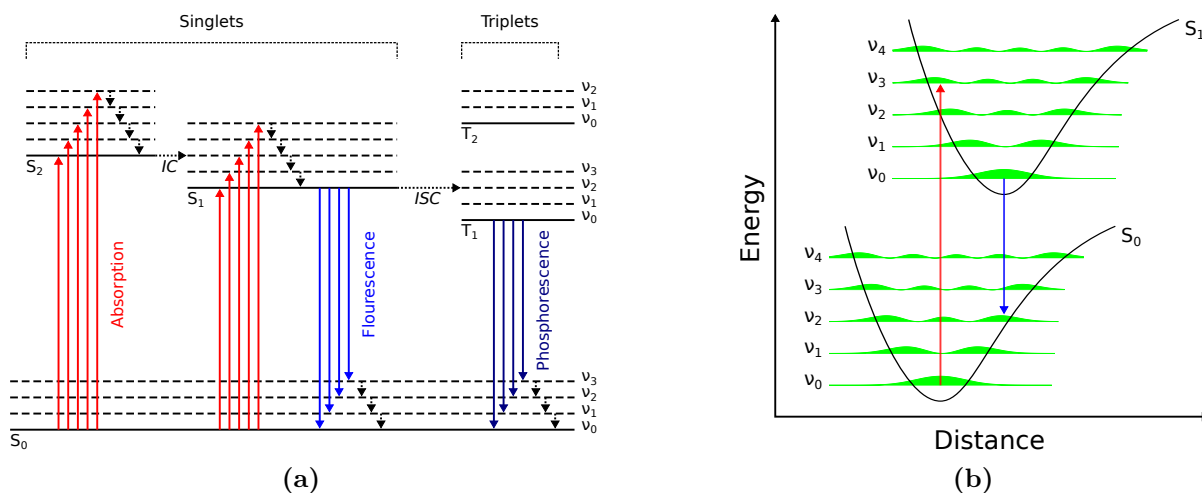 Singlets
Triplets
ν2
ν1
ν0
T2
S2
IC
ν3
ν2
ν1
ν0
S1
ISC
T1
Absorption
Flourescence
Phosphorescence
ν3
ν2
ν1
ν0
S0
(a)
S1
ν4
ν3
ν2
ν1
ν0
Energy
S0
ν4
ν3
ν2
ν1
ν0
Distance
(b)